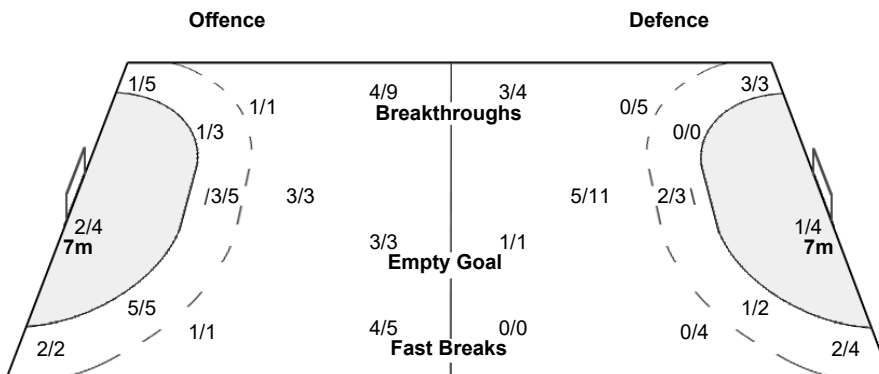 Offence Defence
1/5 4/9 3/4 3/3
1/1 Breakthroughs 0/5
1/3 0/0
3/5 3/3 5/11 2/3
2/4 1/4
7m 7m
3/3 1/1
Empty Goal
5/5 1/2
1/1 4/5 0/0 0/4
2/2 Fast Breaks 2/4